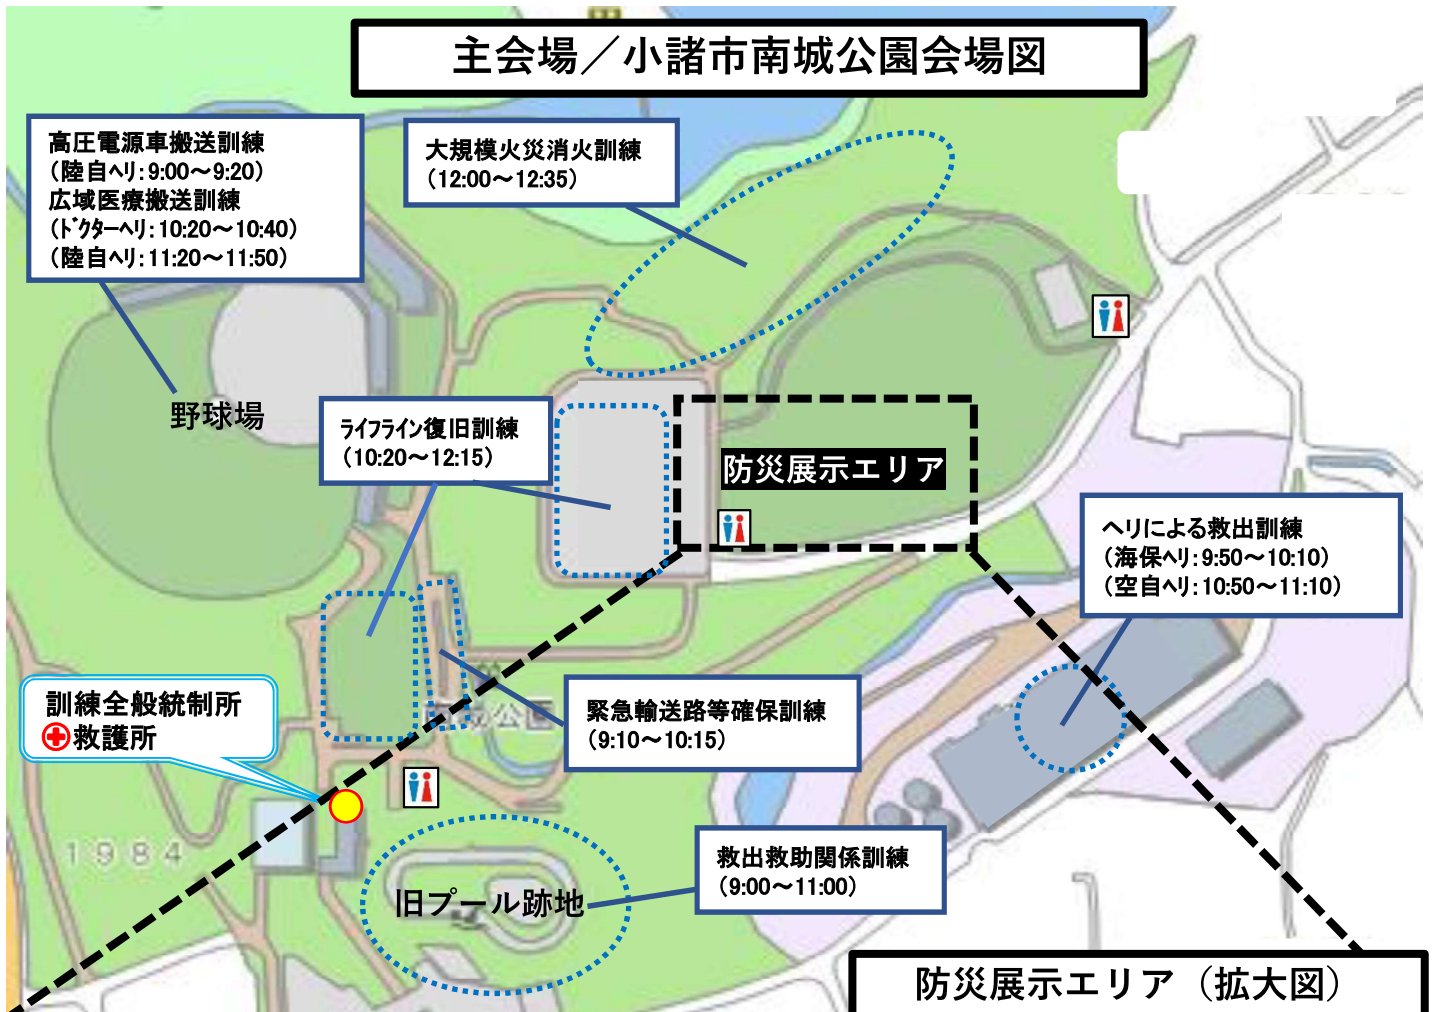 主会場／小諸市南城公園会場図
高圧電源車搬送訓練
（陸自ヘリ：9:00～9:20）
広域医療搬送訓練
（ドクターヘリ：10:20～10:40）
（陸自ヘリ：11:20～11:50）
大規模火災消火訓練
（12:00～12:35）
野球場
ライフライン復旧訓練
（10:20～12:15）
防災展示エリア
ヘリによる救出訓練
（海保ヘリ：9:50～10:10）
（空自ヘリ：10:50～11:10）
訓練全般統制所
救護所
緊急輸送路等確保訓練
（9:10～10:15）
公園
1984
救出救助関係訓練
（9:00～11:00）
旧プール跡地
防災展示エリア（拡大図）